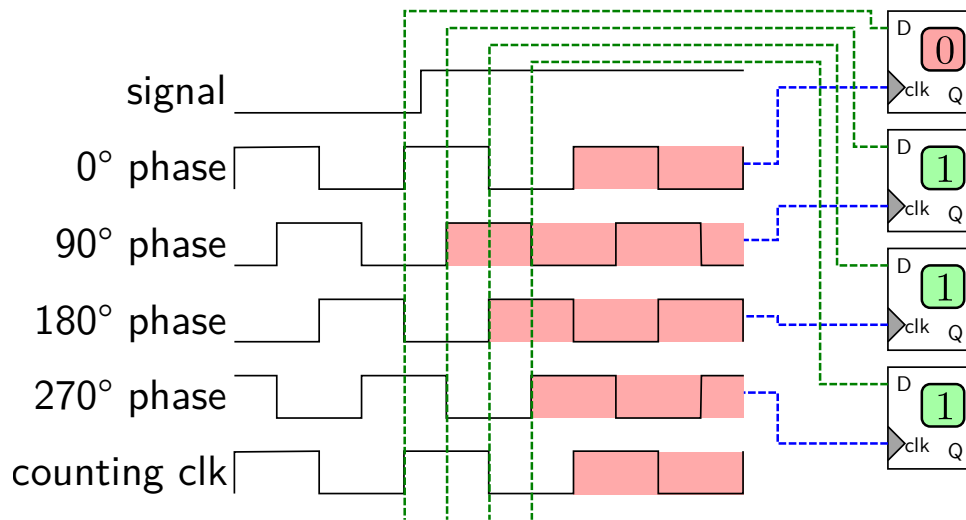 signal
0° phase
90° phase
180° phase
270° phase
counting clk
D
0
clk
Q
D
1
clk
Q
D
1
clk
Q
D
1
clk
Q